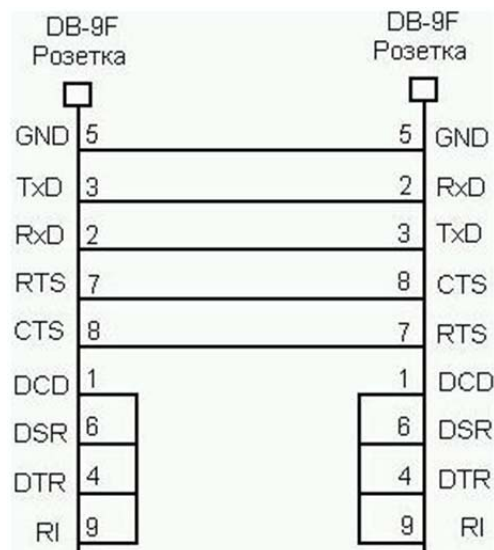 DB-9F DB-9F
Розетка Розетка
GND 5 5 GND
TxD 3 2 RxD
RxD 2 3 TxD
RTS 7 8 CTS
CTS 8 7 RTS
DCD 1 1 DCD
DSR 6 6 DSR
DTR 4 4 DTR
RI 9 9 RI